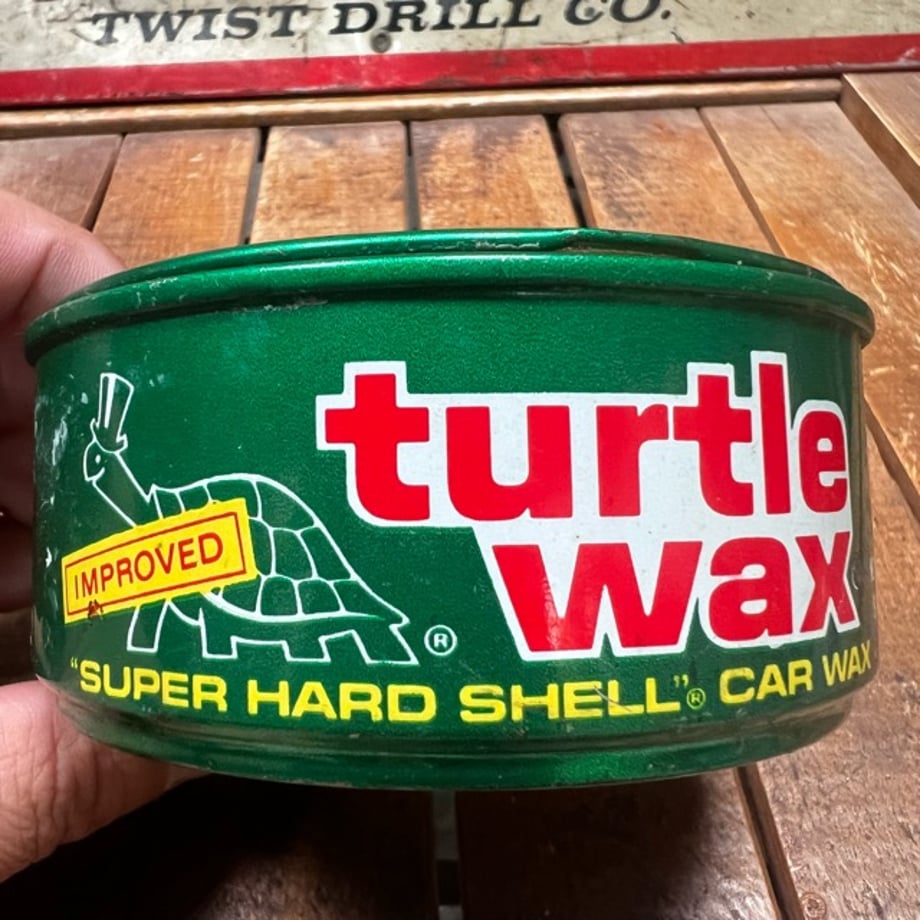 TWIST DRILL CO.
turtle
wax
®
IMPROVED
"SUPER HARD SHELL"® CAR WAX